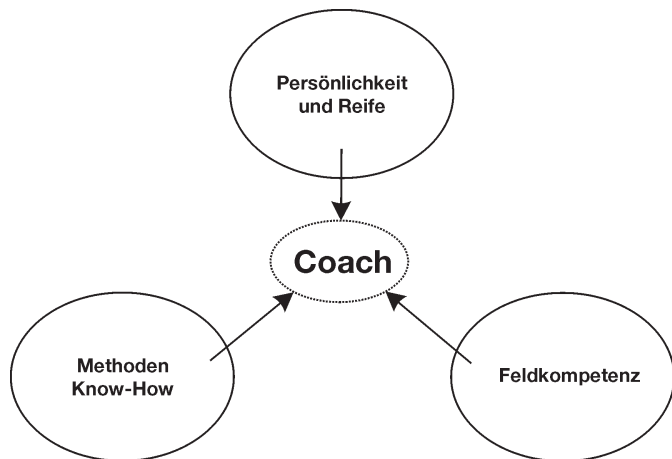 Persönlichkeit
und Reife
Coach
Methoden
Know-How
Feldkompetenz